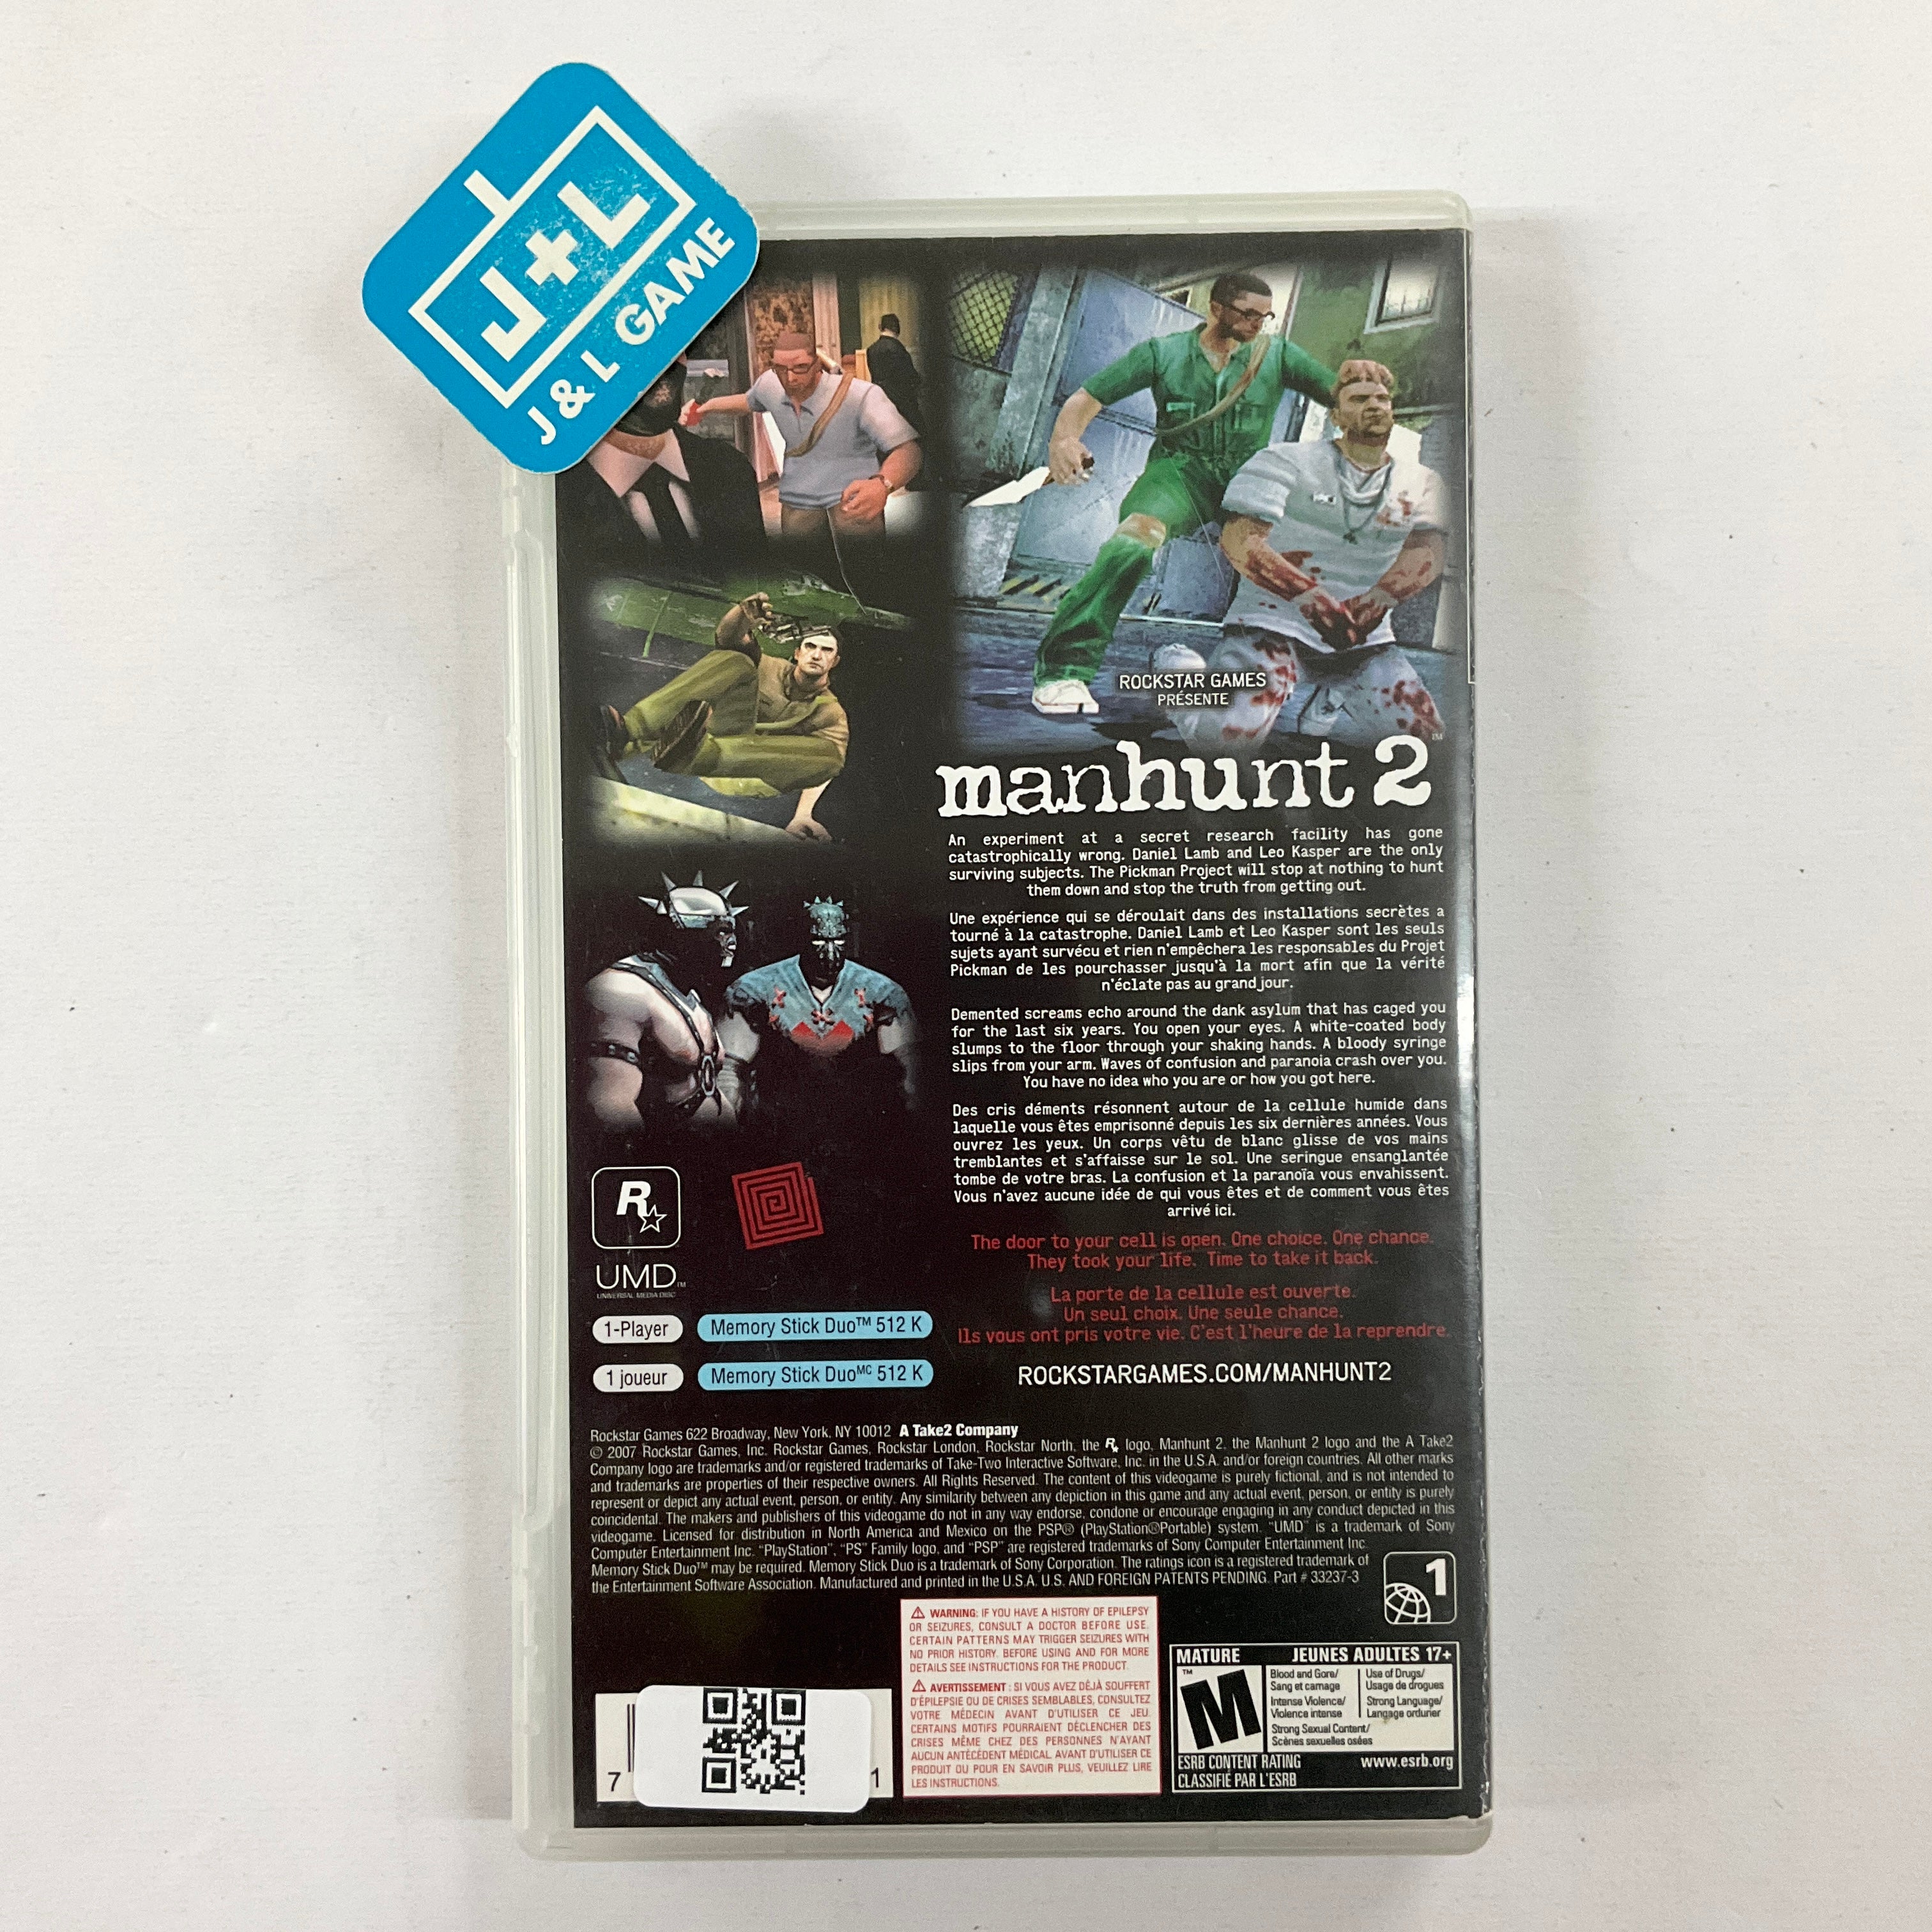 J+L
J & L GAME
ROCKSTAR GAMES
PRÉSENTE
manhunt 2
TM
An experiment at a secret research facility has gone
catastrophically wrong. Daniel Lamb and Leo Kasper are the only
surviving subjects. The Pickman Project will stop at nothing to hunt
them down and stop the truth from getting out.
Une expérience qui se déroulait dans des installations secrètes a
tourné à la catastrophe. Daniel Lamb et Leo Kasper sont les seuls
sujets ayant survécu et rien n'empêchera les responsables du Projet
Pickman de les pourchasser jusqu'à la mort afin que la vérité
n'éclate pas au grand jour.
Demented screams echo around the dank asylum that has caged you
for the last six years. You open your eyes. A white-coated body
slumps to the floor through your shaking hands. A bloody syringe
slips from your arm. Waves of confusion and paranoia crash over you.
You have no idea who you are or how you got here.
Des cris déments résonnent autour de la cellule humide dans
laquelle vous êtes emprisonné depuis les six dernières années. Vous
ouvrez les yeux. Un corps vêtu de blanc glisse de vos mains
tremblantes et s'affaisse sur le sol. Une seringue ensanglantée
tombe de votre bras. La confusion et la paranoïa vous envahissent.
Vous n'avez aucune idée de qui vous êtes et de comment vous êtes
arrivé ici.
The door to your cell is open. One choice. One chance.
They took your life. Time to take it back.
La porte de la cellule est ouverte.
Un seul choix. Une seule chance.
Ils vous ont pris votre vie. C'est l'heure de la reprendre.
ROCKSTARGAMES.COM/MANHUNT2
R
UMD™
UNIVERSAL MEDIA DISC
1-Player
Memory Stick Duo™ 512 K
1 joueur
Memory Stick Duo MC 512 K
Rockstar Games 622 Broadway, New York, NY 10012 A Take2 Company
© 2007 Rockstar Games, Inc. Rockstar Games, Rockstar London, Rockstar North, the R logo, Manhunt 2, the Manhunt 2 logo and the A Take2
Company logo are trademarks and/or registered trademarks of Take-Two Interactive Software, Inc. in the U.S.A. and/or foreign countries. All other marks
and trademarks are properties of their respective owners. All Rights Reserved. The content of this videogame is purely fictional, and is not intended to
represent or depict any actual event, person, or entity. Any similarity between any depiction in this game and any actual event, person, or entity is purely
coincidental. The makers and publishers of this videogame do not in any way endorse, condone or encourage engaging in any conduct depicted in this
videogame. Licensed for distribution in North America and Mexico on the PSP® (PlayStation®Portable) system. "UMD" is a trademark of Sony
Computer Entertainment Inc. "PlayStation", "PS" Family logo, and "PSP" are registered trademarks of Sony Computer Entertainment Inc.
Memory Stick Duo™ may be required. Memory Stick Duo is a trademark of Sony Corporation. The ratings icon is a registered trademark of
the Entertainment Software Association. Manufactured and printed in the U.S.A. U.S. AND FOREIGN PATENTS PENDING. Part # 33237-3
1
WARNING: IF YOU HAVE A HISTORY OF EPILEPSY
OR SEIZURES, CONSULT A DOCTOR BEFORE USE.
CERTAIN PATTERNS MAY TRIGGER SEIZURES WITH
NO PRIOR HISTORY. BEFORE USING AND FOR MORE
DETAILS SEE INSTRUCTIONS FOR THE PRODUCT.
AVERTISSEMENT : SI VOUS AVEZ DÉJÀ SOUFFERT
D'ÉPILEPSIE OU DE CRISES SEMBLABLES, CONSULTEZ
VOTRE MÉDECIN AVANT D'UTILISER CE JEU.
CERTAINS MOTIFS POURRAIENT DÉCLENCHER DES
CRISES MÊME CHEZ DES PERSONNES N'AYANT
AUCUN ANTÉCÉDENT MÉDICAL. AVANT D'UTILISER CE
PRODUIT OU POUR EN SAVOIR PLUS, VEUILLEZ LIRE
LES INSTRUCTIONS.
MATURE JEUNES ADULTES 17+
M
™
Blood and Gore/
Sang et carnage
Intense Violence/
Violence intense
Strong Sexual Content/
Scènes sexuelles osées
Use of Drugs/
Usage de drogues
Strong Language/
Langage ordurier
ESRB CONTENT RATING www.esrb.org
CLASSIFIÉ PAR L'ESRB
7
1